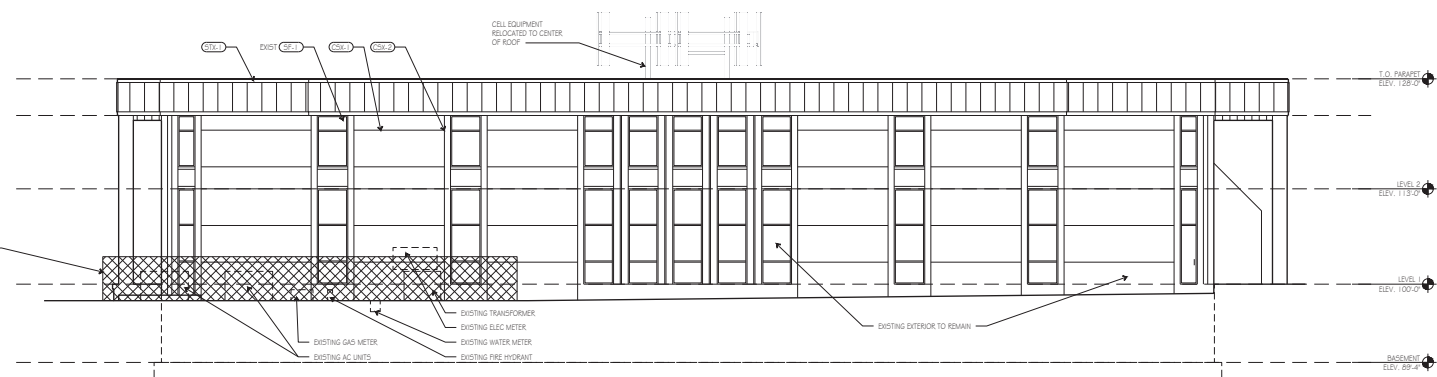 CELL EQUIPMENT
RELOCATED TO CENTER
OF ROOF
STX-1
EXIST SF-1
CSX-1
CSX-2
T.O. PARAPET
ELEV. 128'-0"
LEVEL 2
ELEV. 113'-0"
LEVEL 1
ELEV. 100'-0"
EXISTING TRANSFORMER
EXISTING ELEC METER
EXISTING EXTERIOR TO REMAIN
EXISTING GAS METER
EXISTING WATER METER
EXISTING AC UNITS
EXISTING FIRE HYDRANT
BASEMENT
ELEV. 89'-4"